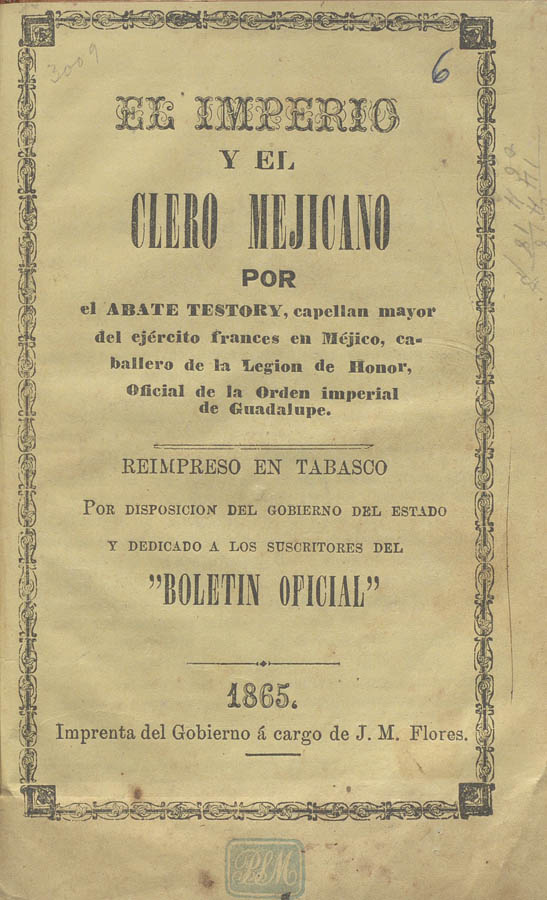 3009
6
EL IMPERIO
Y EL
CLERO MEJICANO
POR
el ABATE TESTORY, capellan mayor
del ejército frances en Méjico, ca-
ballero de la Legion de Honor,
Oficial de la Orden imperial
de Guadalupe.
REIMPRESO EN TABASCO
POR DISPOSICION DEL GOBIERNO DEL ESTADO
Y DEDICADO A LOS SUSCRITORES DEL
"BOLETIN OFICIAL"
1865.
Imprenta del Gobierno á cargo de J. M. Flores.